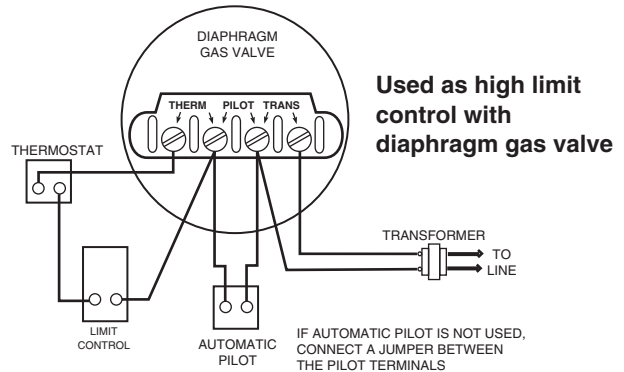 DIAPHRAGM
GAS VALVE
THERM PILOT TRANS
Used as high limit
control with
diaphragm gas valve
THERMOSTAT
TRANSFORMER
TO
LINE
LIMIT
CONTROL
AUTOMATIC
PILOT
IF AUTOMATIC PILOT IS NOT USED,
CONNECT A JUMPER BETWEEN
THE PILOT TERMINALS